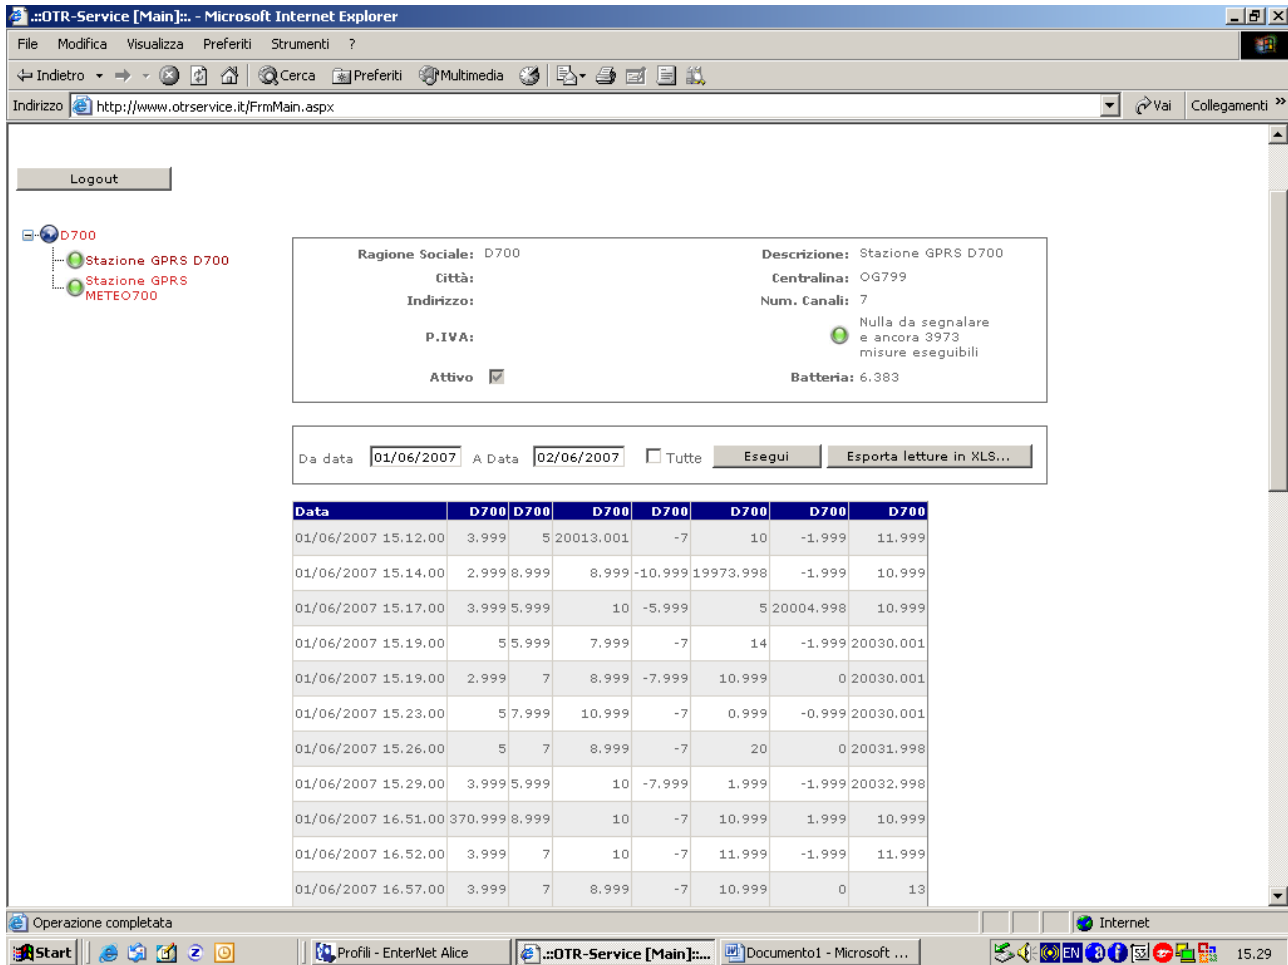 .::OTR-Service [Main]::. - Microsoft Internet Explorer
File Modifica Visualizza Preferiti Strumenti ?
Indietro Cerca Preferiti Multimedia
Indirizzo http://www.otrservice.it/FrmMain.aspx Vai Collegamenti »
Logout
D700
Stazione GPRS D700
Stazione GPRS
METEO700
Ragione Sociale: D700 Descrizione: Stazione GPRS D700
Città: Centralina: OG799
Indirizzo: Num. Canali: 7
P.IVA: Nulla da segnalare
e ancora 3973
misure eseguibili
Attivo Batteria: 6.383
Da data 01/06/2007 A Data 02/06/2007 Tutte Esegui Esporta letture in XLS...
Data D700 D700 D700 D700 D700 D700 D700
01/06/2007 15.12.00 3.999 5 20013.001 -7 10 -1.999 11.999
01/06/2007 15.14.00 2.999 8.999 8.999 -10.999 19973.998 -1.999 10.999
01/06/2007 15.17.00 3.999 5.999 10 -5.999 5 20004.998 10.999
01/06/2007 15.19.00 5 5.999 7.999 -7 14 -1.999 20030.001
01/06/2007 15.19.00 2.999 7 8.999 -7.999 10.999 0 20030.001
01/06/2007 15.23.00 5 7.999 10.999 -7 0.999 -0.999 20030.001
01/06/2007 15.26.00 5 7 8.999 -7 20 0 20031.998
01/06/2007 15.29.00 3.999 5.999 10 -7.999 1.999 -1.999 20032.998
01/06/2007 16.51.00 370.999 8.999 10 -7 10.999 1.999 10.999
01/06/2007 16.52.00 3.999 7 10 -7 11.999 -1.999 11.999
01/06/2007 16.57.00 3.999 7 8.999 -7 10.999 0 13
Operazione completata Internet
Start Profili - EnterNet Alice .::OTR-Service [Main]::... Documento1 - Microsoft ... EN 15.29